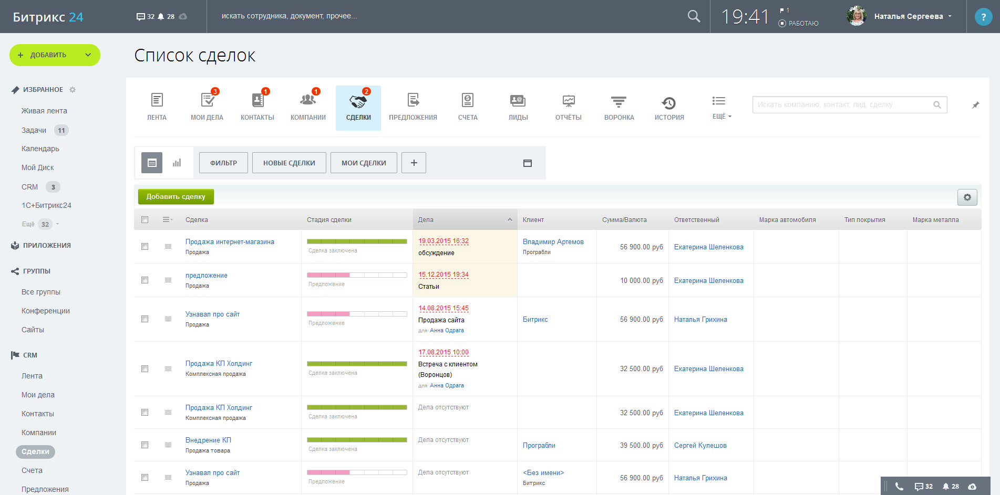 Битрикс 24
32 28
искать сотрудника, документ, прочее...
19:41
1
РАБОТАЮ
Наталья Сергеева
?
+ ДОБАВИТЬ
Список сделок
ИЗБРАННОЕ
Живая лента
Задачи 11
Календарь
Мой Диск
CRM 3
1С+Битрикс24
Ещё 32
ПРИЛОЖЕНИЯ
ГРУППЫ
Все группы
Конференции
Сайты
CRM
Лента
Мои дела
Контакты
Компании
Сделки
Счета
Предложения
ЛЕНТА
3
МОИ ДЕЛА
1
КОНТАКТЫ
1
КОМПАНИИ
2
СДЕЛКИ
ПРЕДЛОЖЕНИЯ
СЧЕТА
ЛИДЫ
ОТЧЁТЫ
ВОРОНКА
ИСТОРИЯ
ЕЩЁ
Искать компанию, контакт, лид, сделку...
ФИЛЬТР
НОВЫЕ СДЕЛКИ
МОИ СДЕЛКИ
+
Добавить сделку
Сделка Стадия сделки Дела Клиент Сумма/Валюта Ответственный Марка автомобиля Тип покрытия Марка металла
Продажа интернет-магазина
Продажа
Сделка заключена
19.03.2015 16:32
обсуждение
Владимир Артемов
Програбли
56 900.00 руб
Екатерина Шеленкова
предложение
Продажа
Предложение
15.12.2015 19:34
Статьи
10 000.00 руб
Екатерина Шеленкова
Узнавал про сайт
Продажа
Предложение
14.08.2015 15:45
Продажа сайта
для Анна Одрага
Битрикс
56 900.00 руб
Наталья Грихина
Продажа КП Холдинг
Комплексная продажа
Сделка заключена
17.08.2015 10:00
Встреча с клиентом
(Воронцов)
для Анна Одрага
32 500.00 руб
Екатерина Шеленкова
Продажа КП Холдинг
Комплексная продажа
Сделка заключена
Дела отсутствуют
32 500.00 руб
Екатерина Шеленкова
Внедрение КП
Продажа товара
Сделка заключена
Дела отсутствуют
Програбли
39 500.00 руб
Сергей Кулешов
Узнавал про сайт
Продажа
Предложение
Дела отсутствуют
<Без имени>
Битрикс
56 900.00 руб
Наталья Грихина
32 28